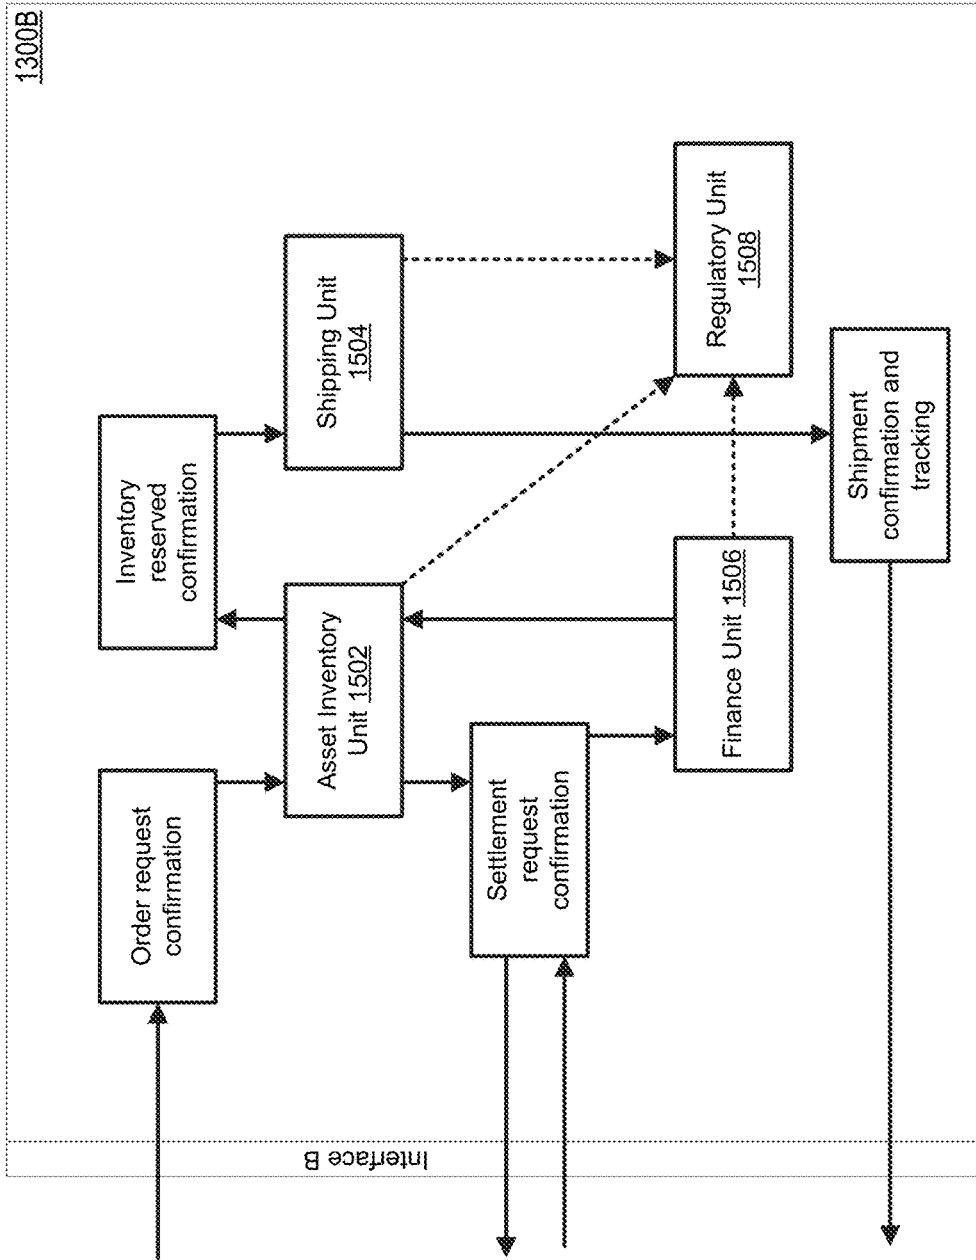 1300B
Order request
confirmation
Inventory
reserved
confirmation
Asset Inventory
Unit 1502
Shipping Unit
1504
Settlement
request
confirmation
Finance Unit 1506
Regulatory Unit
1508
Shipment
confirmation and
tracking
Interface B